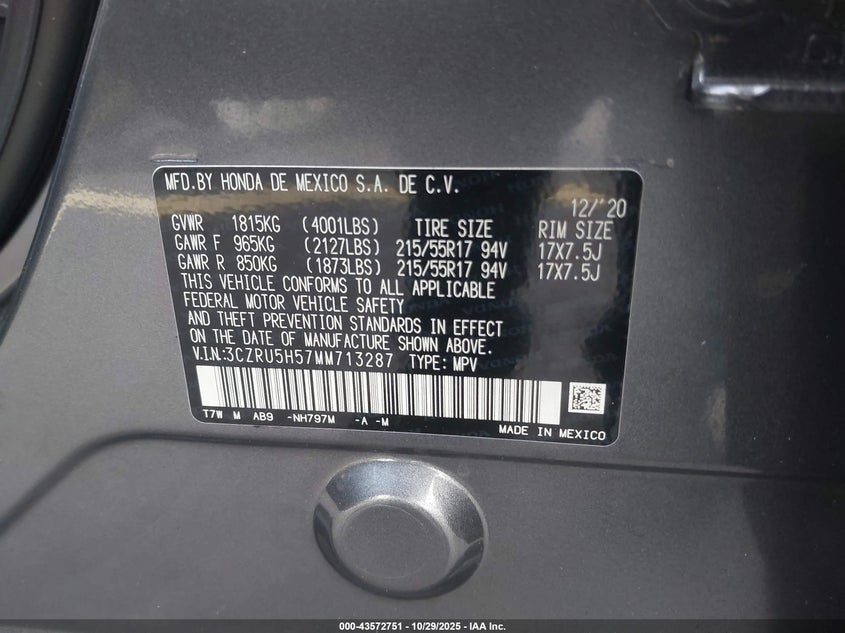 MFD.BY HONDA DE MEXICO S.A. DE C.V.
12/'20
GVWR 1815KG (4001LBS) TIRE SIZE RIM SIZE
GAWR F 965KG (2127LBS) 215/55R17 94V 17X7.5J
GAWR R 850KG (1873LBS) 215/55R17 94V 17X7.5J
THIS VEHICLE CONFORMS TO ALL APPLICABLE
FEDERAL MOTOR VEHICLE SAFETY
AND THEFT PREVENTION STANDARDS IN EFFECT
ON THE DATE OF MANUFACTURE SHOWN ABOVE.
V.I.N:3CZRU5H57MM713287 TYPE: MPV
T7W M AB9 -NH797M -A -M
MADE IN MEXICO
000-43572751 | 10/29/2025 | IAA Inc.